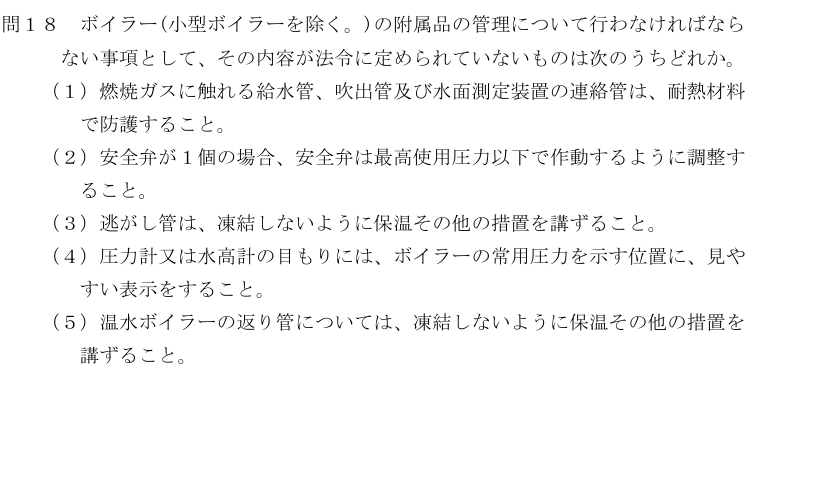 問１８　ボイラー(小型ボイラーを除く。)の附属品の管理について行わなければなら
ない事項として、その内容が法令に定められていないものは次のうちどれか。
（１）燃焼ガスに触れる給水管、吹出管及び水面測定装置の連絡管は、耐熱材料
で防護すること。
（２）安全弁が１個の場合、安全弁は最高使用圧力以下で作動するように調整す
ること。
（３）逃がし管は、凍結しないように保温その他の措置を講ずること。
（４）圧力計又は水高計の目もりには、ボイラーの常用圧力を示す位置に、見や
すい表示をすること。
（５）温水ボイラーの返り管については、凍結しないように保温その他の措置を
講ずること。